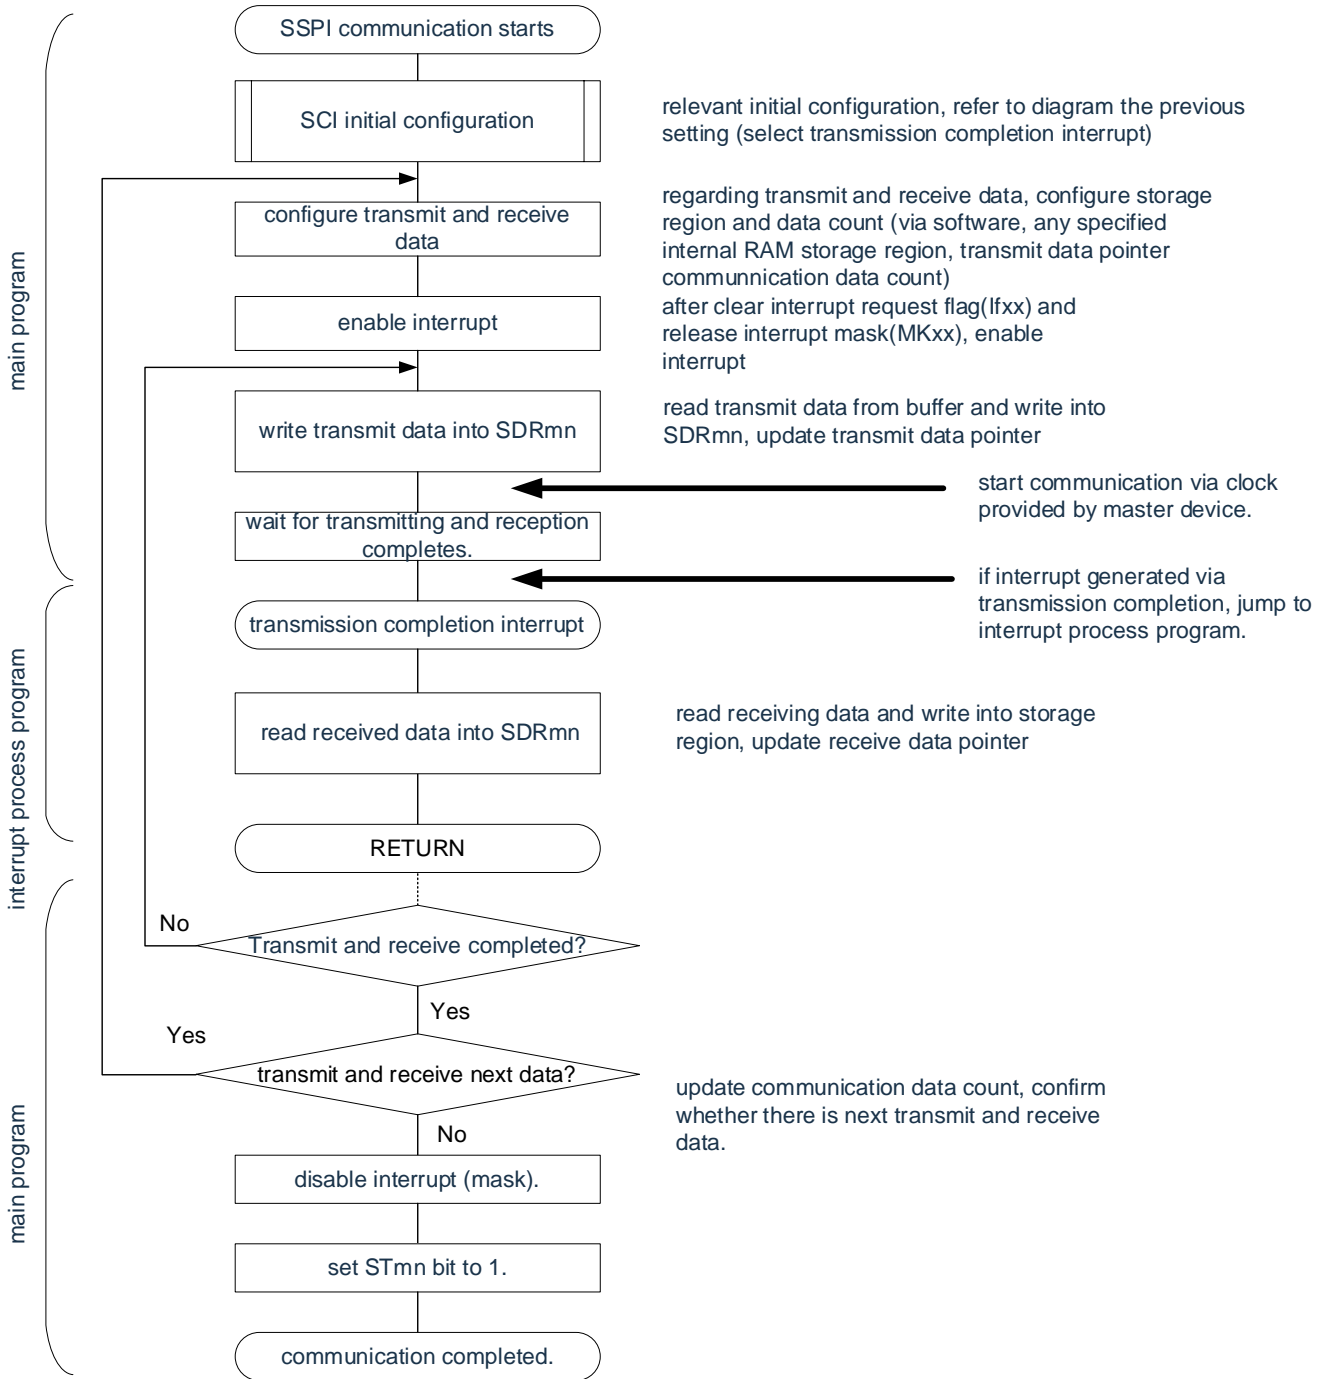 SSPI communication starts
SCI initial configuration
relevant initial configuration, refer to diagram the previous
setting (select transmission completion interrupt)
configure transmit and receive
data
regarding transmit and receive data, configure storage
region and data count (via software, any specified
internal RAM storage region, transmit data pointer
communnication data count)
enable interrupt
after clear interrupt request flag(Ifxx) and
release interrupt mask(MKxx), enable
interrupt
main program
write transmit data into SDRmn
read transmit data from buffer and write into
SDRmn, update transmit data pointer
start communication via clock
provided by master device.
wait for transmitting and reception
completes.
if interrupt generated via
transmission completion, jump to
interrupt process program.
transmission completion interrupt
interrupt process program
read received data into SDRmn
read receiving data and write into storage
region, update receive data pointer
RETURN
No
Transmit and receive completed?
Yes
Yes
transmit and receive next data?
update communication data count, confirm
whether there is next transmit and receive
data.
No
main program
disable interrupt (mask).
set STmn bit to 1.
communication completed.